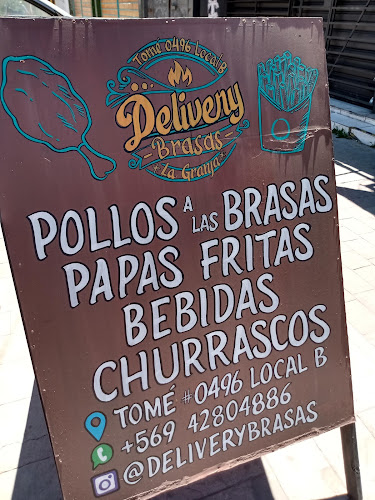 Tomé 0496 Local B
Delivery
- Brasas -
La Granja
POLLOS A LAS BRASAS
PAPAS FRITAS
BEBIDAS
CHURRASCOS
TOMÉ #0496 LOCAL B
+569 42804886
@DELIVERYBRASAS